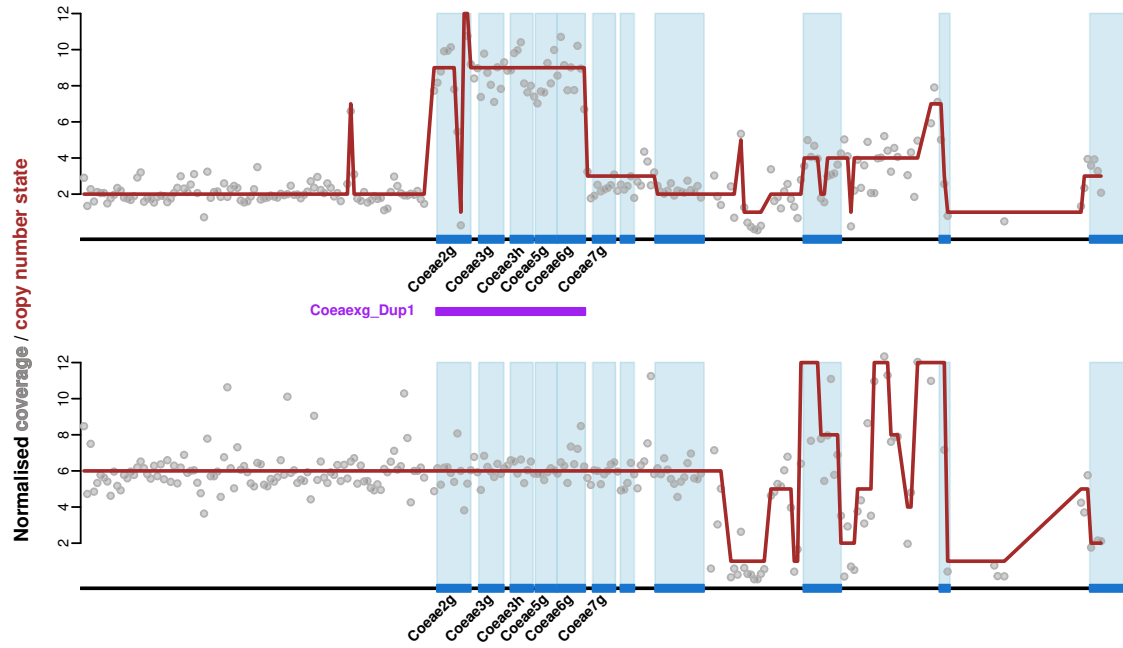 12
10
8
6
4
2
Coeae2g
Coeae3g
Coeae3h
Coeae5g
Coeae6g
Coeae7g
Normalised coverage / copy number state
Coeaexg_Dup1
12
10
8
6
4
2
Coeae2g
Coeae3g
Coeae3h
Coeae5g
Coeae6g
Coeae7g